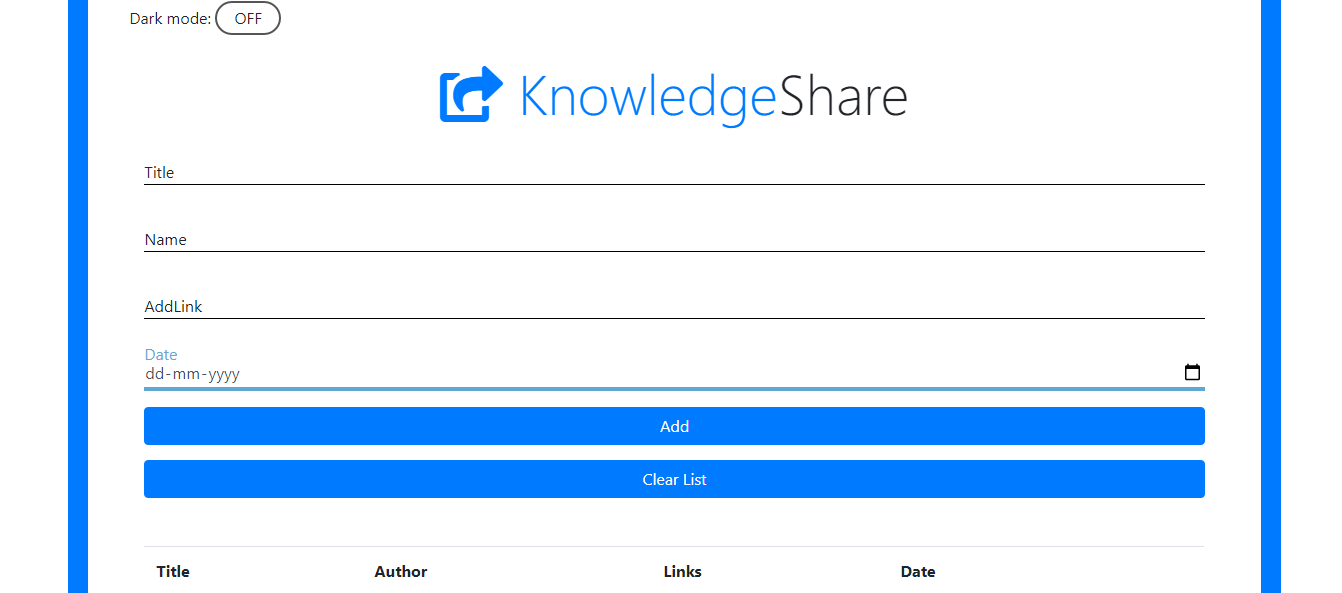 Dark mode: OFF
KnowledgeShare
Title
Name
AddLink
Date
dd-mm-yyyy
Add
Clear List
Title Author Links Date